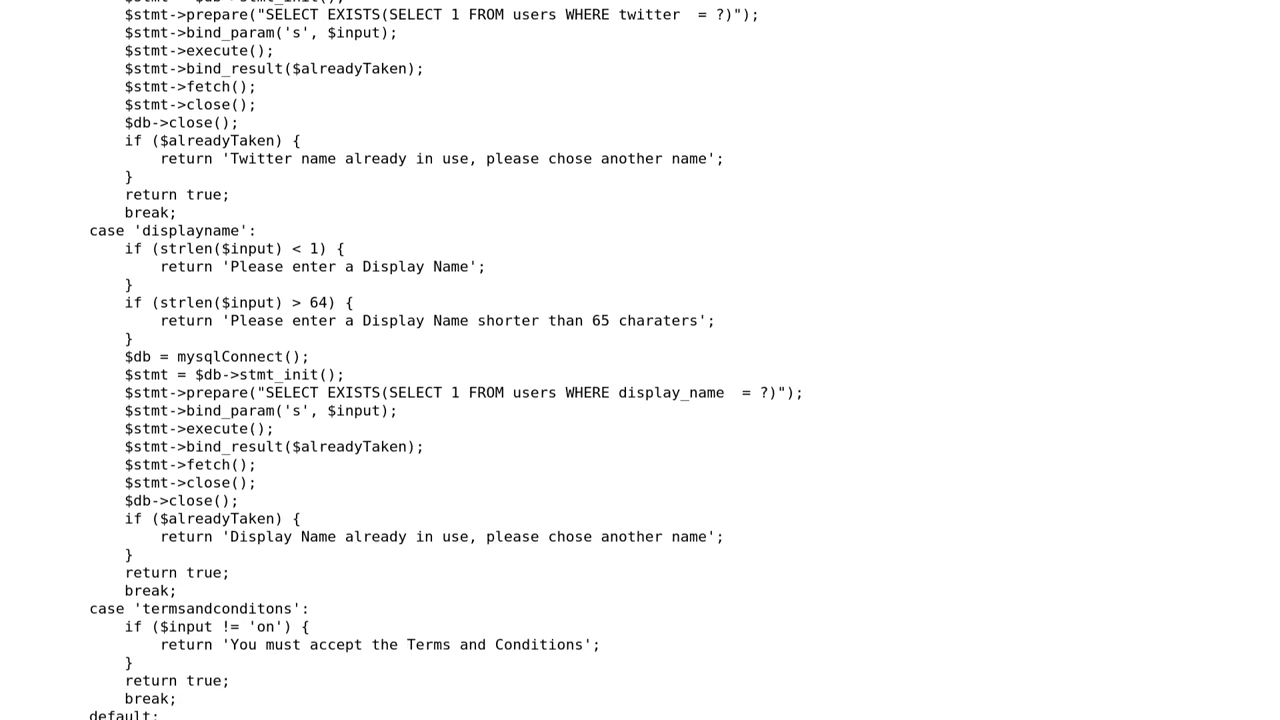 $stmt = $db->stmt_init();
$stmt->prepare("SELECT EXISTS(SELECT 1 FROM users WHERE twitter  = ?)");
$stmt->bind_param('s', $input);
$stmt->execute();
$stmt->bind_result($alreadyTaken);
$stmt->fetch();
$stmt->close();
$db->close();
if ($alreadyTaken) {
return 'Twitter name already in use, please chose another name';
}
return true;
break;
case 'displayname':
if (strlen($input) < 1) {
return 'Please enter a Display Name';
}
if (strlen($input) > 64) {
return 'Please enter a Display Name shorter than 65 charaters';
}
$db = mysqlConnect();
$stmt = $db->stmt_init();
$stmt->prepare("SELECT EXISTS(SELECT 1 FROM users WHERE display_name  = ?)");
$stmt->bind_param('s', $input);
$stmt->execute();
$stmt->bind_result($alreadyTaken);
$stmt->fetch();
$stmt->close();
$db->close();
if ($alreadyTaken) {
return 'Display Name already in use, please chose another name';
}
return true;
break;
case 'termsandconditons':
if ($input != 'on') {
return 'You must accept the Terms and Conditions';
}
return true;
break;
default: